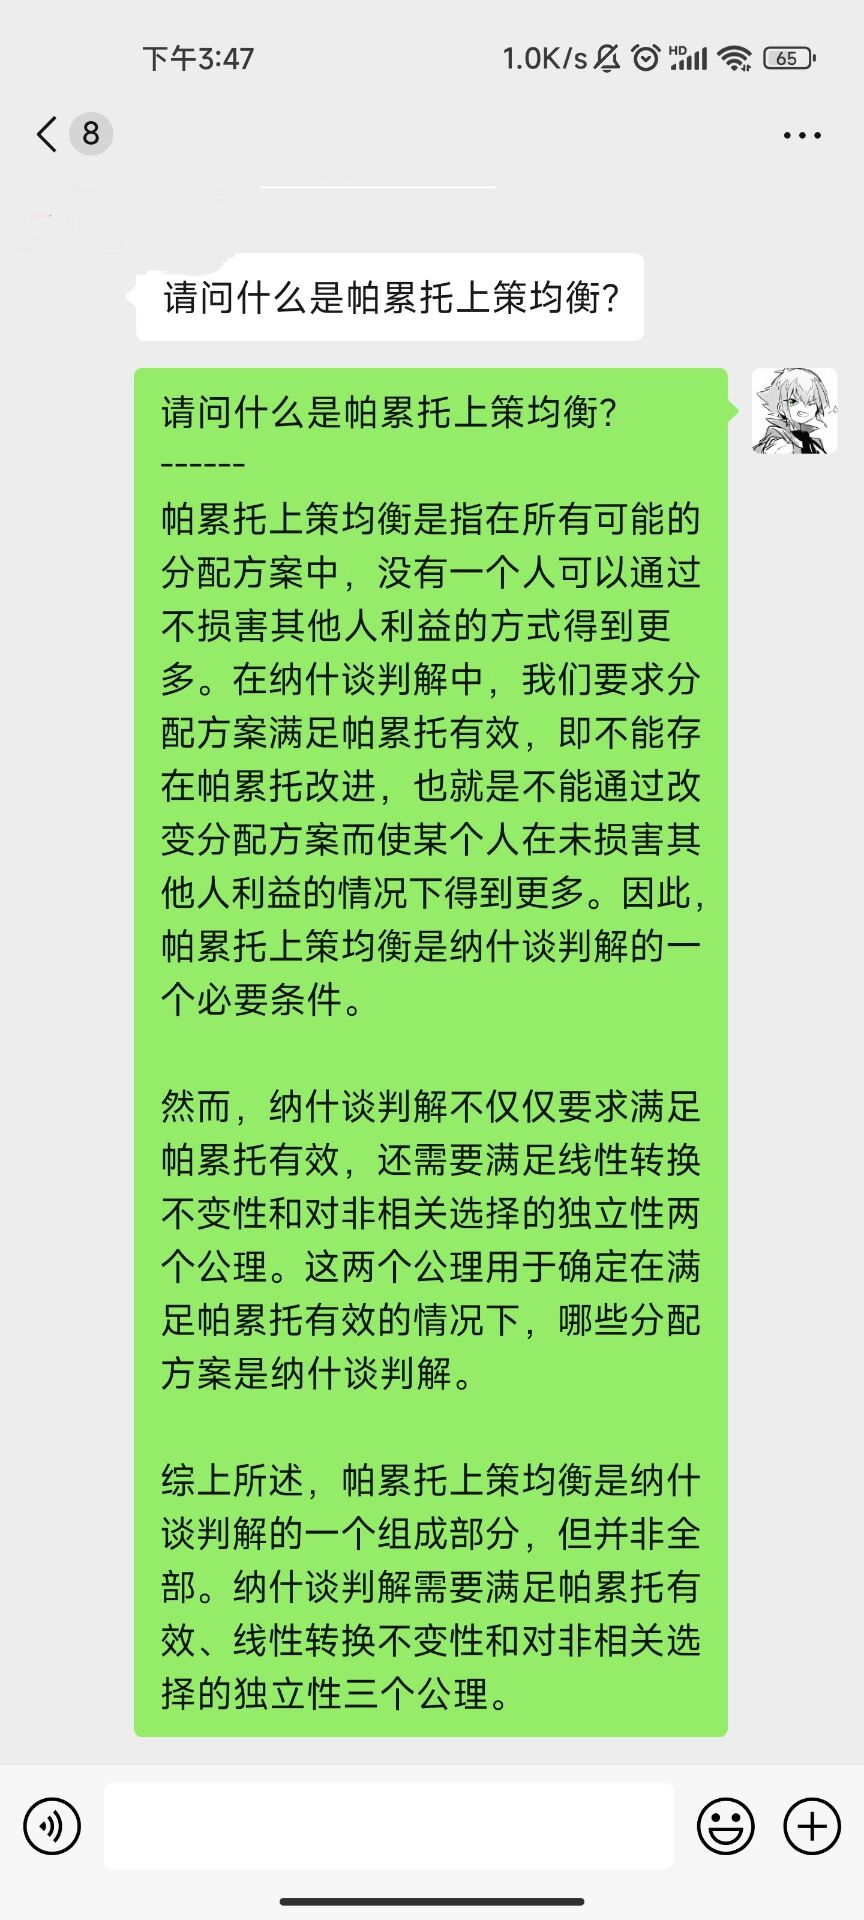 下午3:47
1.0K/s
HD
65
8
请问什么是帕累托上策均衡?
请问什么是帕累托上策均衡?
------
帕累托上策均衡是指在所有可能的
分配方案中，没有一个人可以通过
不损害其他人利益的方式得到更
多。在纳什谈判解中，我们要求分
配方案满足帕累托有效，即不能存
在帕累托改进，也就是不能通过改
变分配方案而使某个人在未损害其
他人利益的情况下得到更多。因此，
帕累托上策均衡是纳什谈判解的一
个必要条件。
然而，纳什谈判解不仅仅要求满足
帕累托有效，还需要满足线性转换
不变性和对非相关选择的独立性两
个公理。这两个公理用于确定在满
足帕累托有效的情况下，哪些分配
方案是纳什谈判解。
综上所述，帕累托上策均衡是纳什
谈判解的一个组成部分，但并非全
部。纳什谈判解需要满足帕累托有
效、线性转换不变性和对非相关选
择的独立性三个公理。